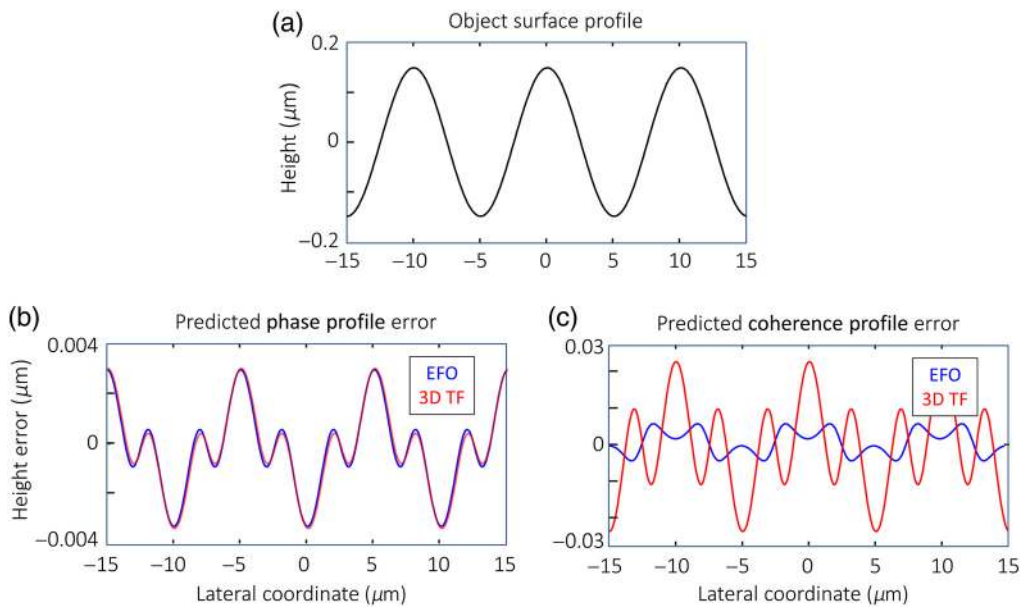 (a)
Object surface profile
0.2
0
−0.2
Height (μm)
−15
−10
−5
0
5
10
15
(b)
Predicted phase profile error
0.004
0
−0.004
Height error (μm)
EFO
3D TF
−15
−10
−5
0
5
10
15
Lateral coordinate (μm)
(c)
Predicted coherence profile error
0.03
0
−0.03
EFO
3D TF
−15
−10
−5
0
5
10
15
Lateral coordinate (μm)